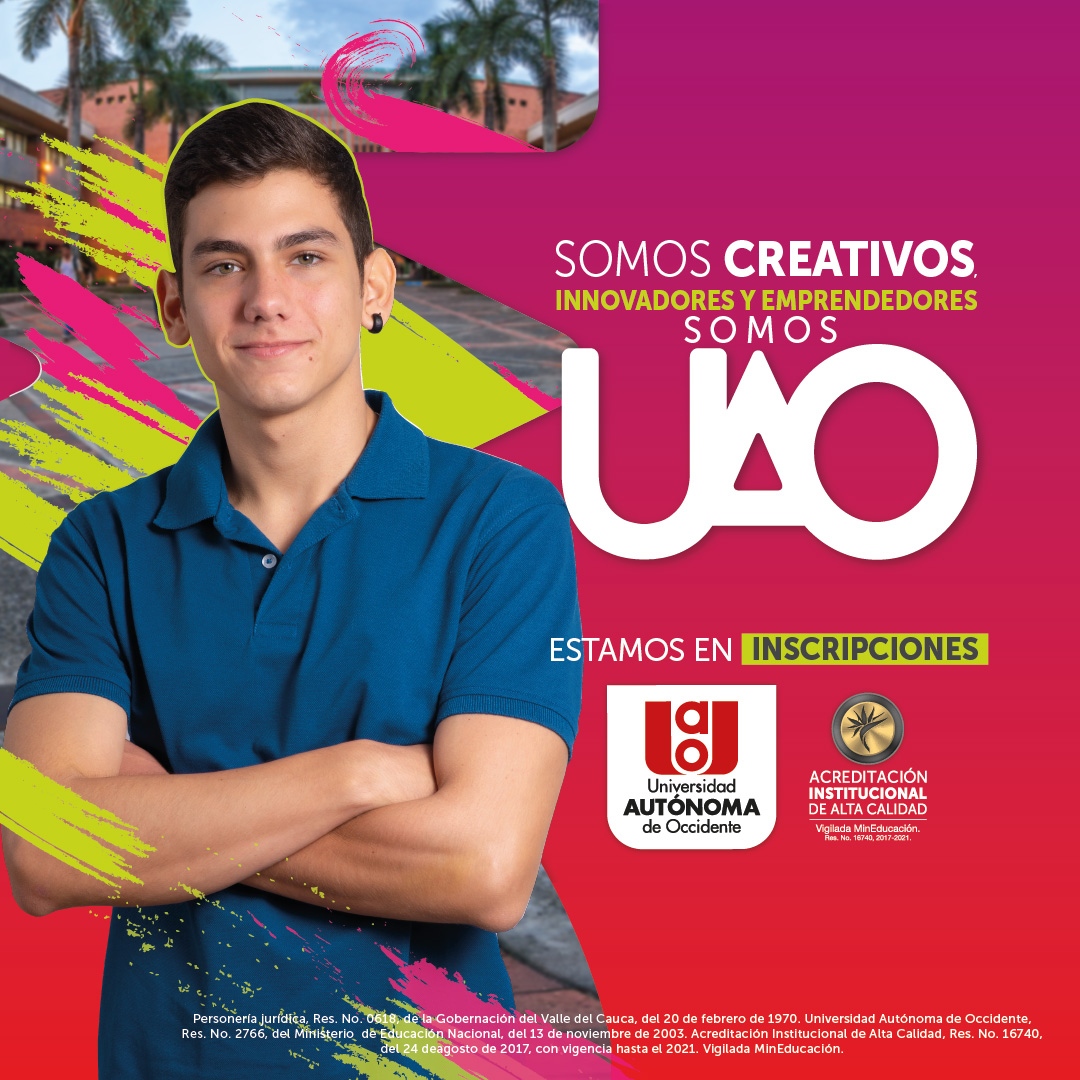 SOMOS CREATIVOS,
INNOVADORES Y EMPRENDEDORES
SOMOS
UAO
ESTAMOS EN INSCRIPCIONES
uao
Universidad
AUTÓNOMA
de Occidente
ACREDITACIÓN
INSTITUCIONAL
DE ALTA CALIDAD
Vigilada MinEducación.
Res. No. 16740, 2017-2021.
Personería jurídica, Res. No. 0618, de la Gobernación del Valle del Cauca, del 20 de febrero de 1970. Universidad Autónoma de Occidente,
Res. No. 2766, del Ministerio de Educación Nacional, del 13 de noviembre de 2003. Acreditación Institucional de Alta Calidad, Res. No. 16740,
del 24 deagosto de 2017, con vigencia hasta el 2021. Vigilada MinEducación.